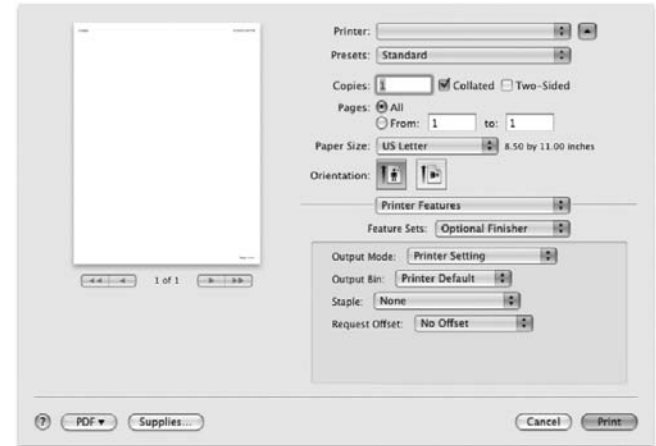 Printer:
Presets: Standard
Copies: 1 Collated Two-Sided
Pages: All
From: 1 to: 1
Paper Size: US Letter 8.50 by 11.00 inches
Orientation:
Printer Features
Feature Sets: Optional Finisher
Output Mode: Printer Setting
Output Bin: Printer Default
Staple: None
Request Offset: No Offset
1 of 1
? PDF Supplies... Cancel Print